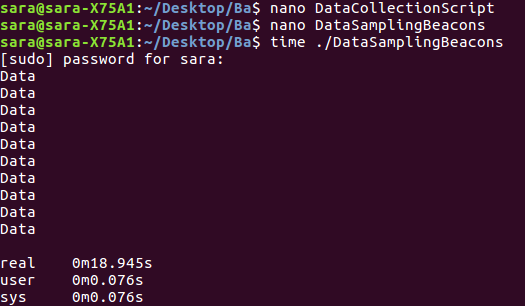 sara@sara-X75A1:~/Desktop/Ba$ nano DataCollectionScript
sara@sara-X75A1:~/Desktop/Ba$ nano DataSamplingBeacons
sara@sara-X75A1:~/Desktop/Ba$ time ./DataSamplingBeacons
[sudo] password for sara:
Data
Data
Data
Data
Data
Data
Data
Data
Data
Data
real    0m18.945s
user    0m0.076s
sys     0m0.076s